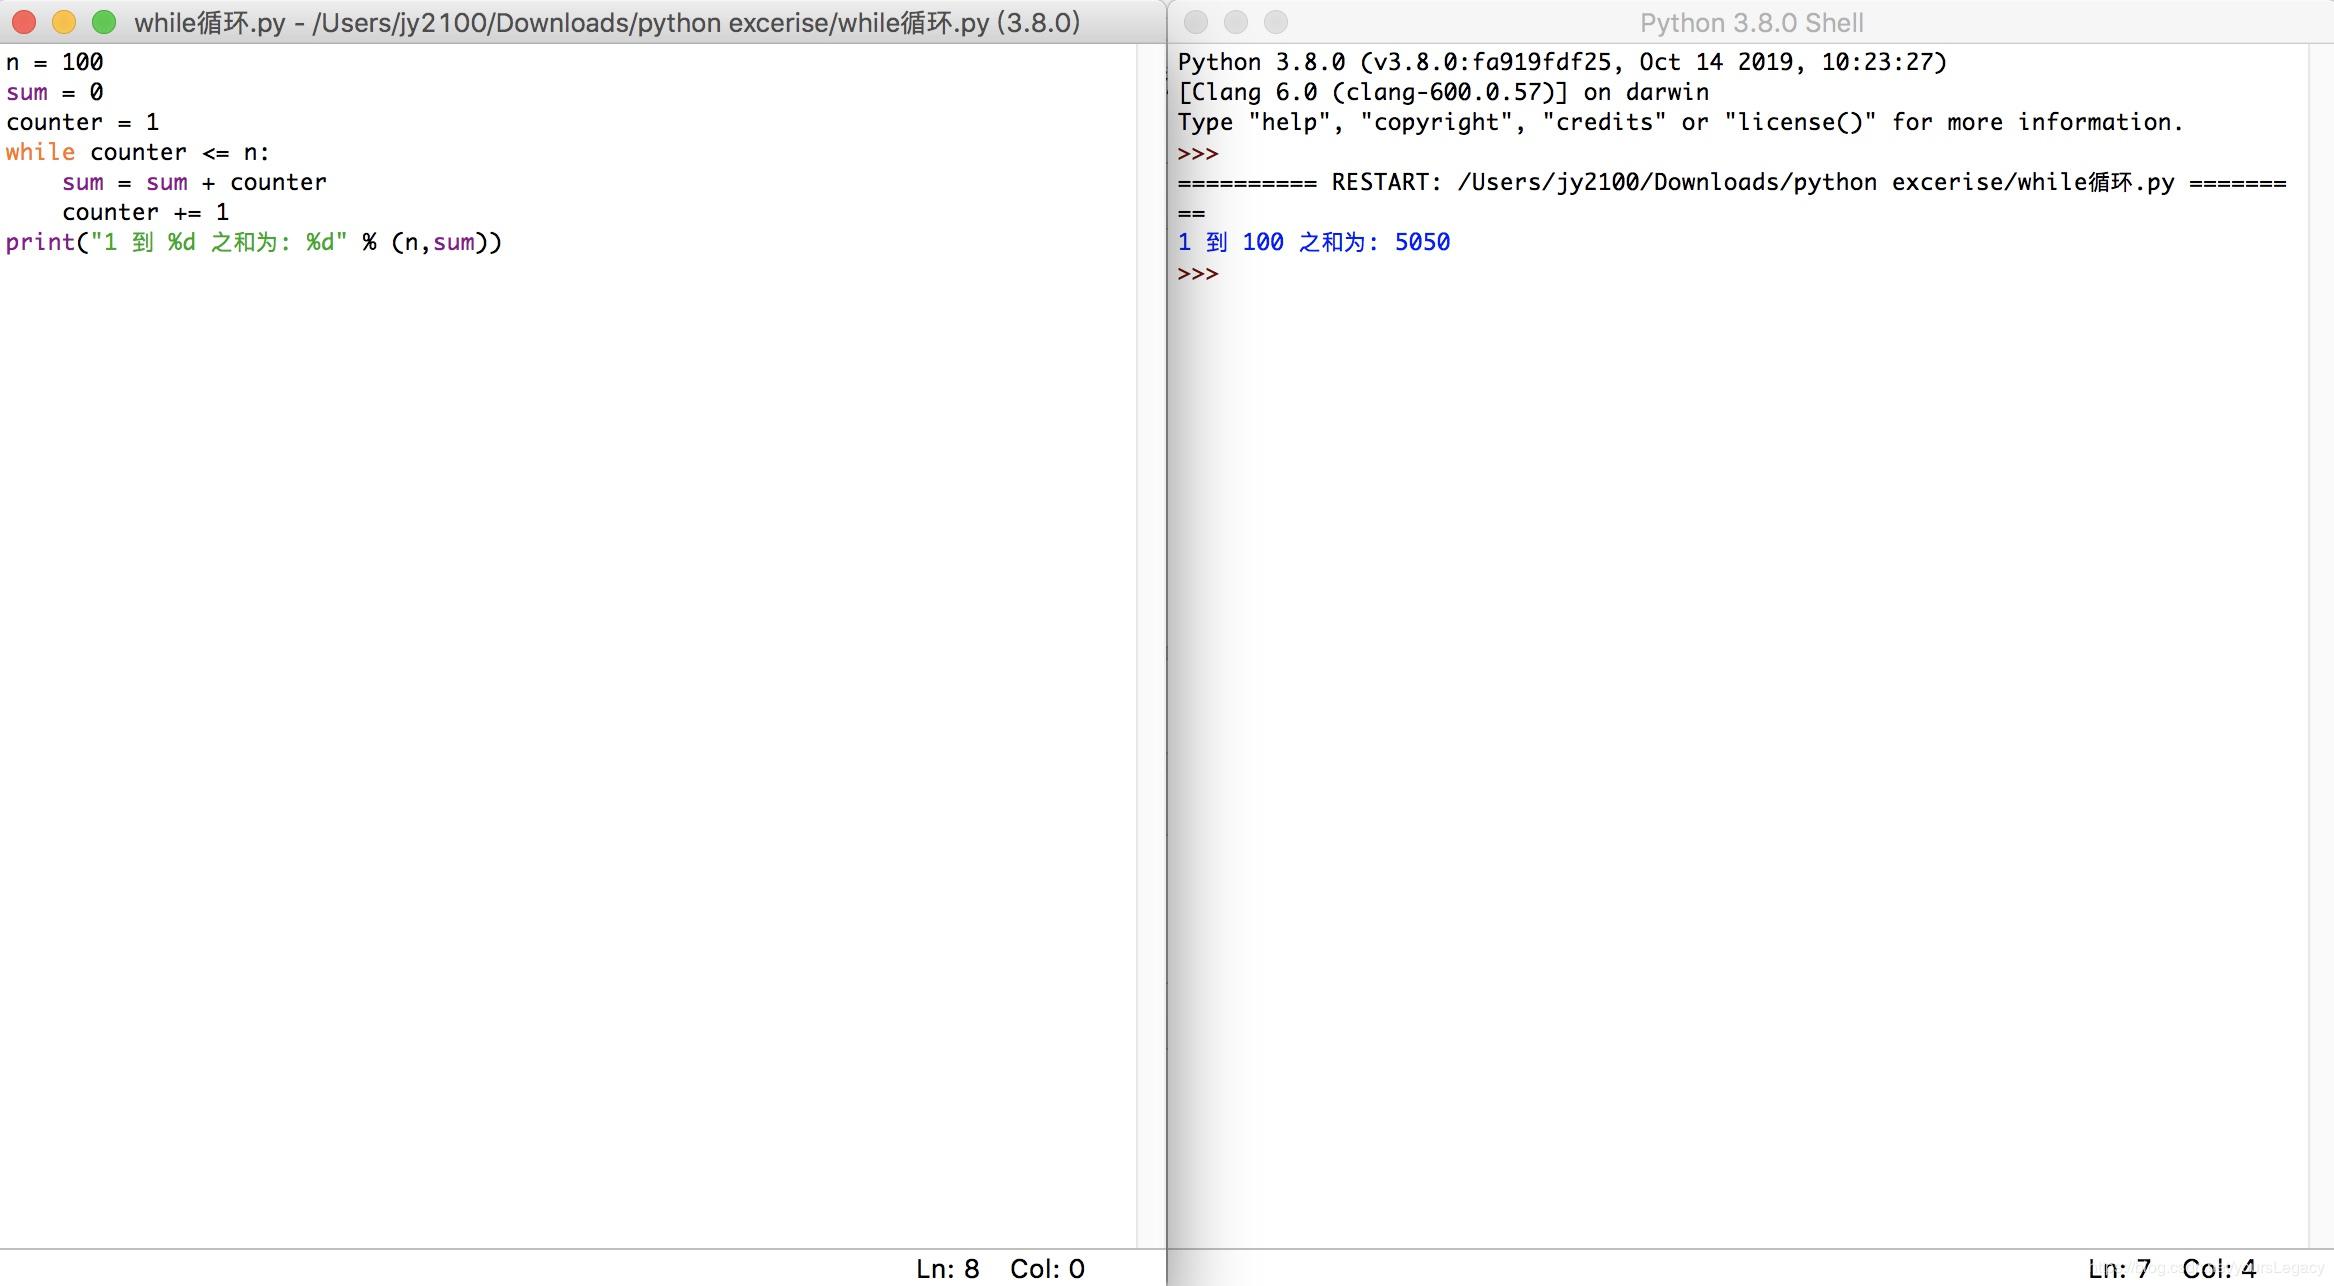 while循环.py - /Users/jy2100/Downloads/python excerise/while循环.py (3.8.0)
n = 100
sum = 0
counter = 1
while counter <= n:
    sum = sum + counter
    counter += 1
print("1 到 %d 之和为: %d" % (n,sum))
Ln: 8 Col: 0
Python 3.8.0 Shell
Python 3.8.0 (v3.8.0:fa919fdf25, Oct 14 2019, 10:23:27)
[Clang 6.0 (clang-600.0.57)] on darwin
Type "help", "copyright", "credits" or "license()" for more information.
>>>
========== RESTART: /Users/jy2100/Downloads/python excerise/while循环.py =======
==
1 到 100 之和为: 5050
>>>
Ln: 7 Col: 4